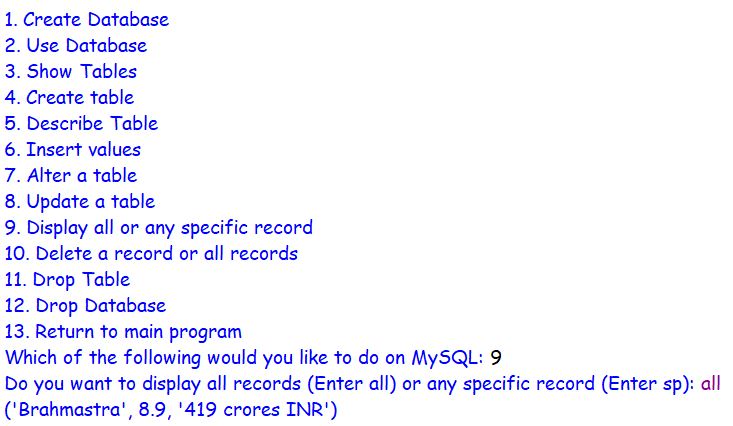 1. Create Database
2. Use Database
3. Show Tables
4. Create table
5. Describe Table
6. Insert values
7. Alter a table
8. Update a table
9. Display all or any specific record
10. Delete a record or all records
11. Drop Table
12. Drop Database
13. Return to main program
Which of the following would you like to do on MySQL: 9
Do you want to display all records (Enter all) or any specific record (Enter sp): all
('Brahmastra', 8.9, '419 crores INR')